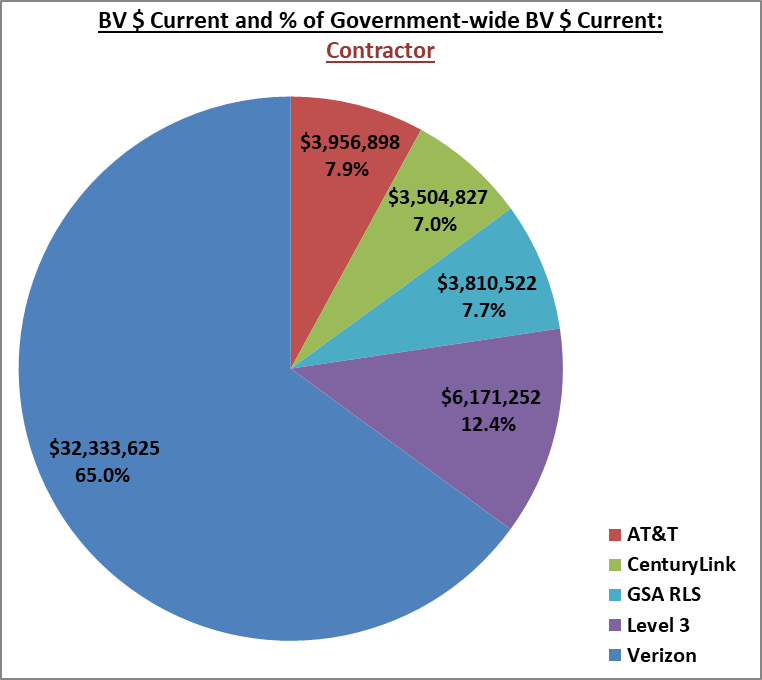 BV $ Current and % of Government-wide BV $ Current:
Contractor
$3,956,898
7.9%
$3,504,827
7.0%
$3,810,522
7.7%
$6,171,252
12.4%
$32,333,625
65.0%
AT&T
CenturyLink
GSA RLS
Level 3
Verizon